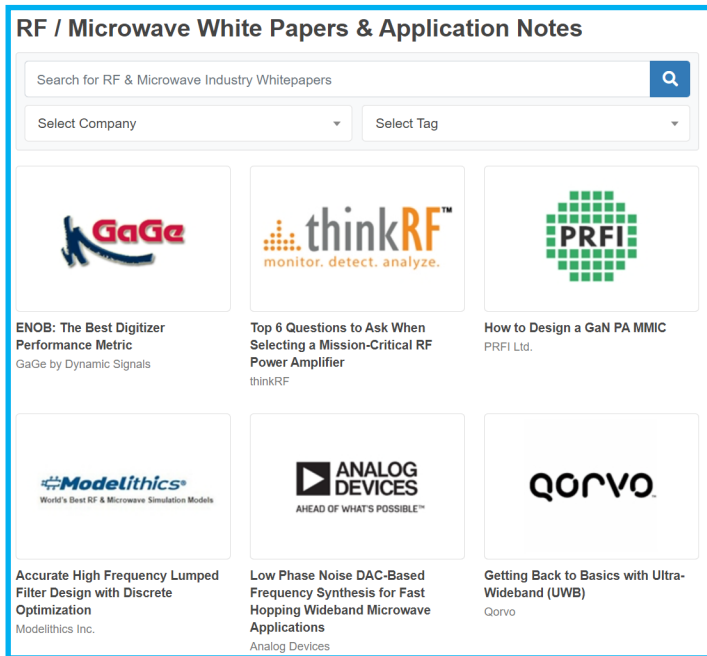 RF / Microwave White Papers & Application Notes
Search for RF & Microwave Industry Whitepapers
Select Company
Select Tag
GaGe
thinkRF™
monitor. detect. analyze.
PRFI
ENOB: The Best Digitizer
Performance Metric
GaGe by Dynamic Signals
Top 6 Questions to Ask When
Selecting a Mission-Critical RF
Power Amplifier
thinkRF
How to Design a GaN PA MMIC
PRFI Ltd.
Modelithics®
World's Best RF & Microwave Simulation Models
ANALOG
DEVICES
AHEAD OF WHAT'S POSSIBLE™
QORVO
Accurate High Frequency Lumped
Filter Design with Discrete
Optimization
Modelithics Inc.
Low Phase Noise DAC-Based
Frequency Synthesis for Fast
Hopping Wideband Microwave
Applications
Analog Devices
Getting Back to Basics with Ultra-
Wideband (UWB)
Qorvo